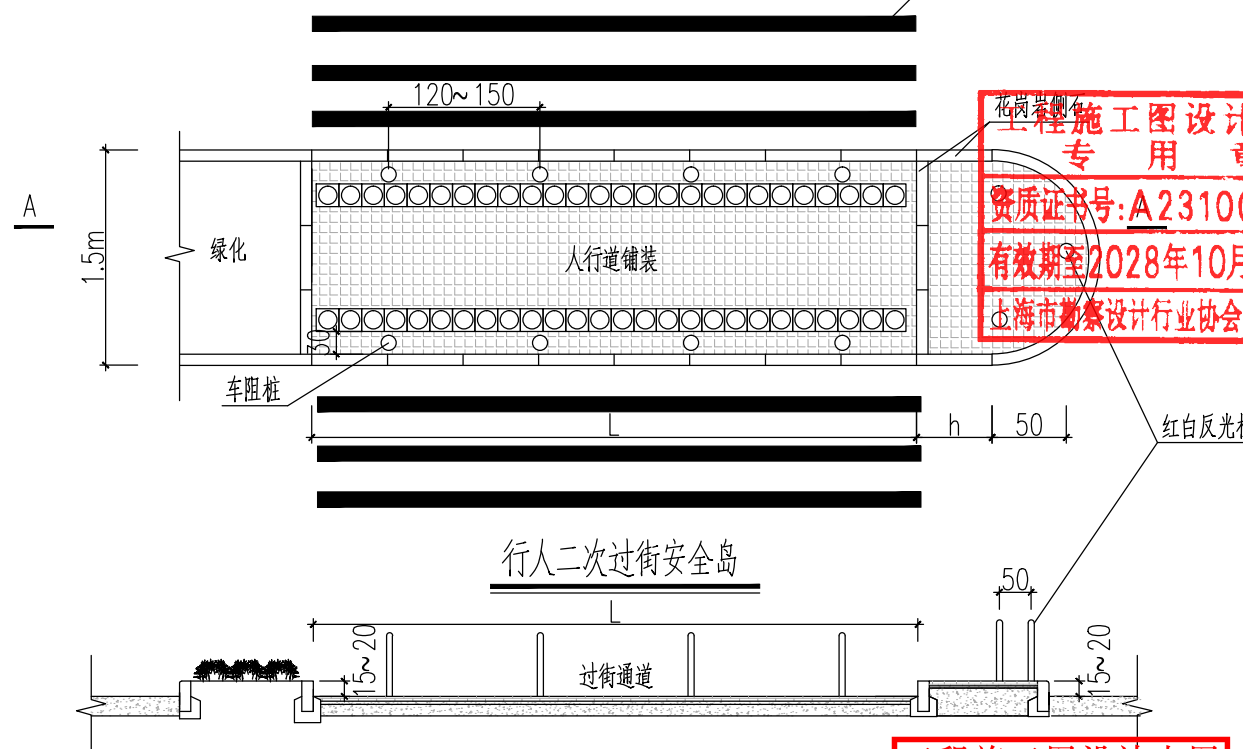 120~150
花岗岩侧石
工程施工图设计
专用章
A
资质证书号:A23100
A
1.5m
绿化
人行道铺装
有效期至2028年10月
上海市勘察设计行业协会
30
车阻桩
L
h
50
红白反光
行人二次过街安全岛
50
L
15~20
过街通道
15~20